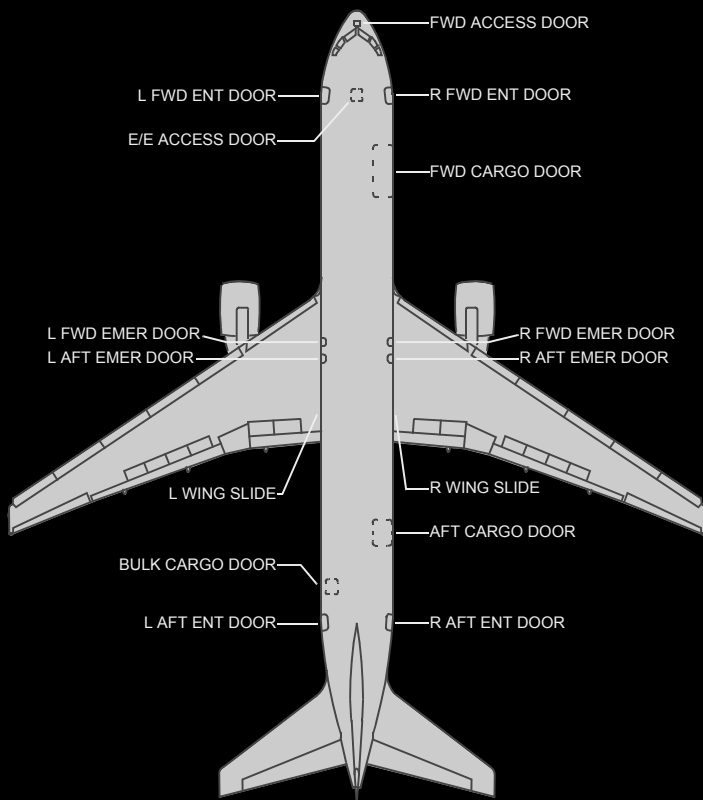 FWD ACCESS DOOR
L FWD ENT DOOR
R FWD ENT DOOR
E/E ACCESS DOOR
FWD CARGO DOOR
L FWD EMER DOOR
R FWD EMER DOOR
L AFT EMER DOOR
R AFT EMER DOOR
L WING SLIDE
R WING SLIDE
AFT CARGO DOOR
BULK CARGO DOOR
L AFT ENT DOOR
R AFT ENT DOOR